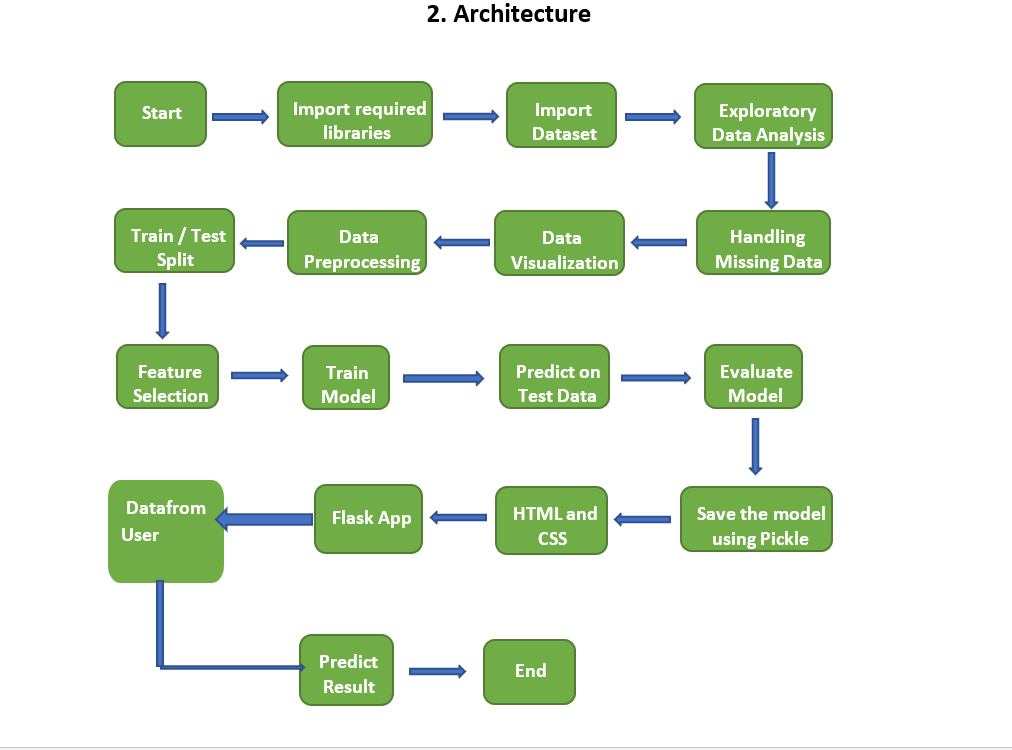 2. Architecture
Start
Import required
libraries
Import
Dataset
Exploratory
Data Analysis
Train / Test
Split
Data
Preprocessing
Data
Visualization
Handling
Missing Data
Feature
Selection
Train
Model
Predict on
Test Data
Evaluate
Model
Datafrom
User
Flask App
HTML and
CSS
Save the model
using Pickle
Predict
Result
End